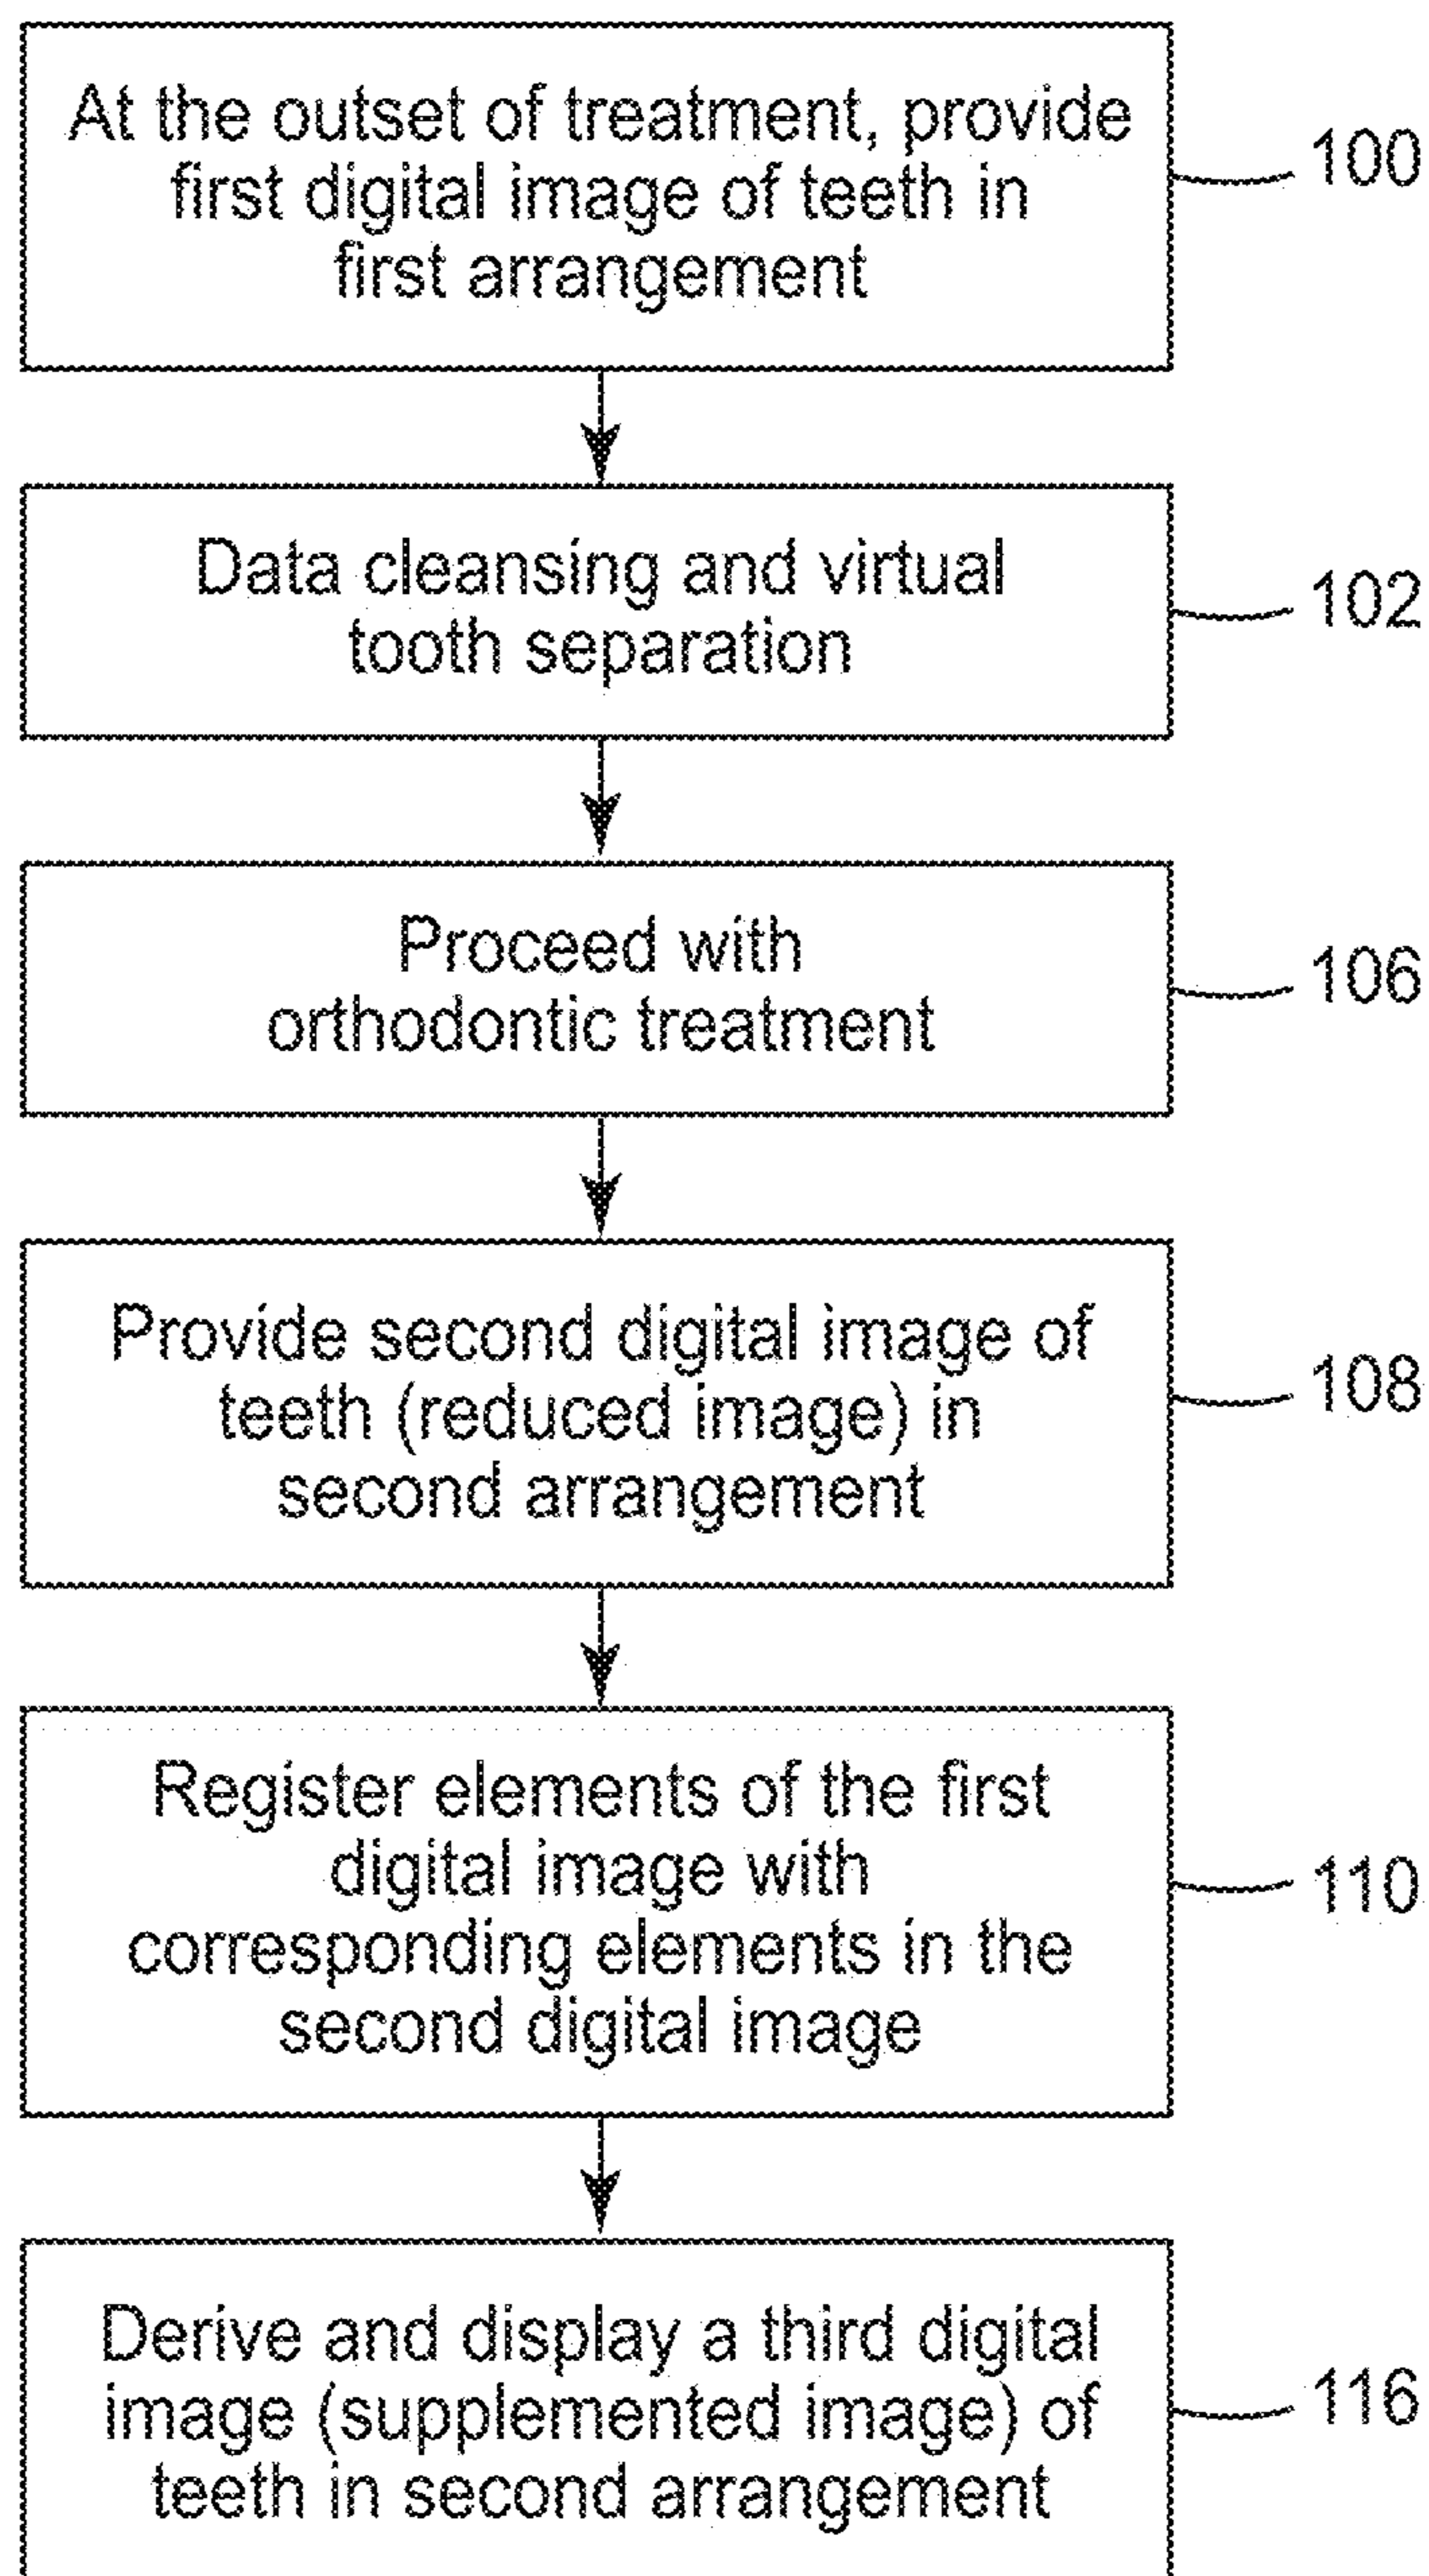 At the outset of treatment, provide
first digital image of teeth in
first arrangement
100
Data cleansing and virtual
tooth separation
102
Proceed with
orthodontic treatment
106
Provide second digital image of
teeth (reduced image) in
second arrangement
108
Register elements of the first
digital image with
corresponding elements in the
second digital image
110
Derive and display a third digital
image (supplemented image) of
teeth in second arrangement
116